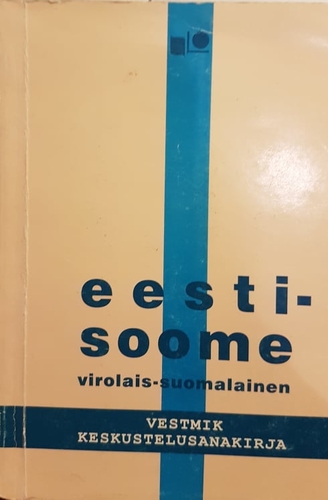 eesti-
soome
virolais-suomalainen
VESTMIK
KESKUSTELUSANAKIRJA